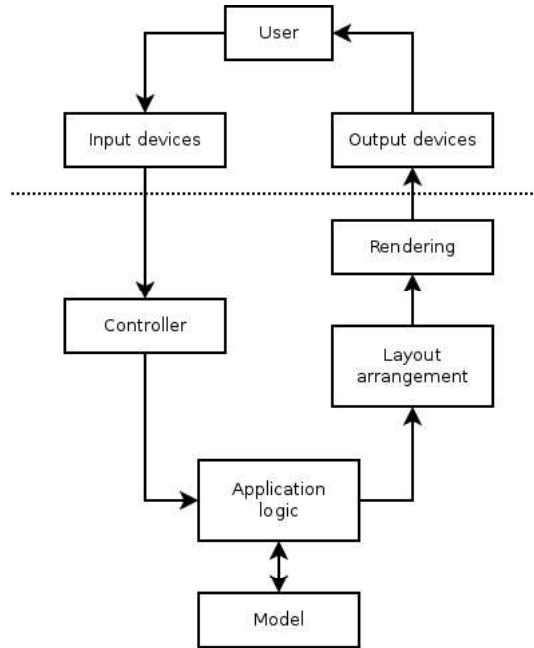 User
Input devices
Output devices
Rendering
Controller
Layout
arrangement
Application
logic
Model